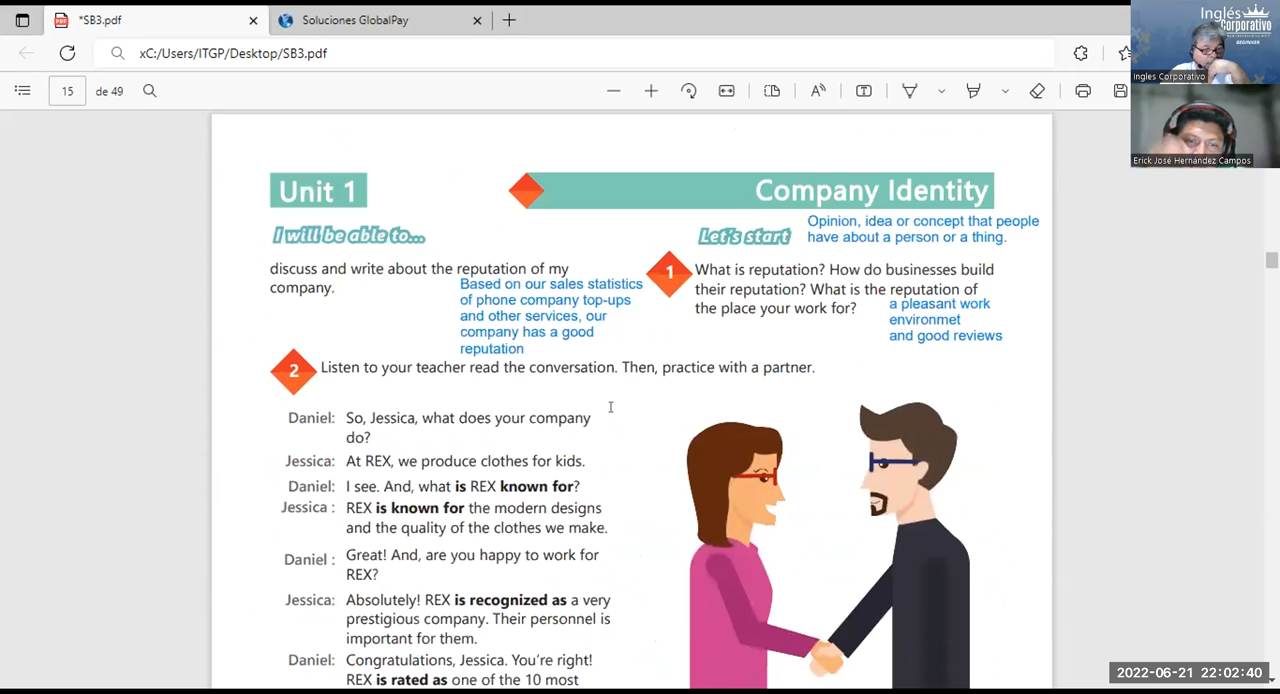 *SB3.pdf
Soluciones GlobalPay
xC:/Users/ITGP/Desktop/SB3.pdf
15 de 49
Inglés
Corporativo
BEGINNER
Ingles Corporativo
Erick José Hernández Campos
Unit 1
Company Identity
I will be able to...
discuss and write about the reputation of my
company.
Based on our sales statistics
of phone company top-ups
and other services, our
company has a good
reputation
Let's start
Opinion, idea or concept that people
have about a person or a thing.
1
What is reputation? How do businesses build
their reputation? What is the reputation of
the place your work for?
a pleasant work
environmet
and good reviews
2
Listen to your teacher read the conversation. Then, practice with a partner.
Daniel: So, Jessica, what does your company
do?
Jessica: At REX, we produce clothes for kids.
Daniel: I see. And, what is REX known for?
Jessica : REX is known for the modern designs
and the quality of the clothes we make.
Daniel : Great! And, are you happy to work for
REX?
Jessica: Absolutely! REX is recognized as a very
prestigious company. Their personnel is
important for them.
Daniel: Congratulations, Jessica. You're right!
REX is rated as one of the 10 most
2022-06-21 22:02:40